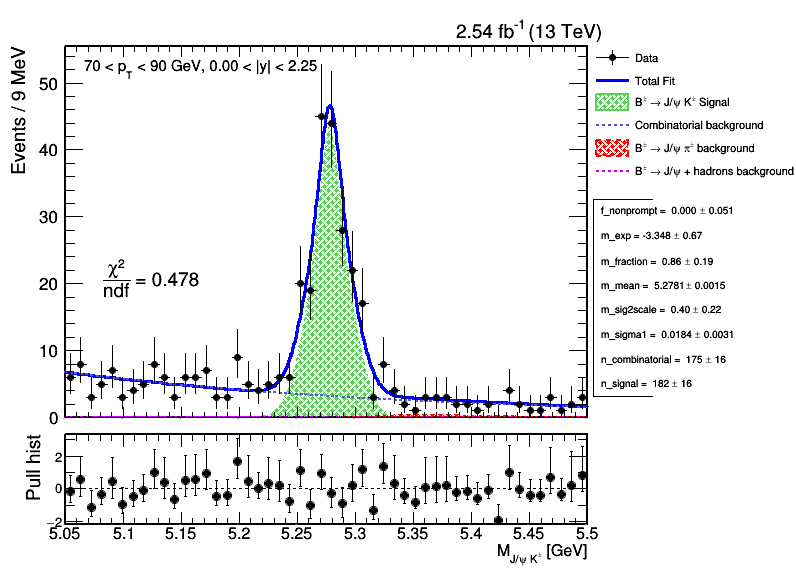 2.54 fb⁻¹ (13 TeV)
70 < p_T < 90 GeV, 0.00 < |y| < 2.25
Events / 9 MeV
50
40
30
20
10
0
χ²/ndf = 0.478
Data
Total Fit
B± → J/ψ K± Signal
Combinatorial background
B± → J/ψ π± background
B± → J/ψ + hadrons background
f_nonprompt = 0.000 ± 0.051
m_exp = -3.348 ± 0.67
m_fraction = 0.86 ± 0.19
m_mean = 5.2781 ± 0.0015
m_sig2scale = 0.40 ± 0.22
m_sigma1 = 0.0184 ± 0.0031
n_combinatorial = 175 ± 16
n_signal = 182 ± 16
Pull hist
2
0
−2
5.05 5.1 5.15 5.2 5.25 5.3 5.35 5.4 5.45 5.5
M_J/ψ K± [GeV]